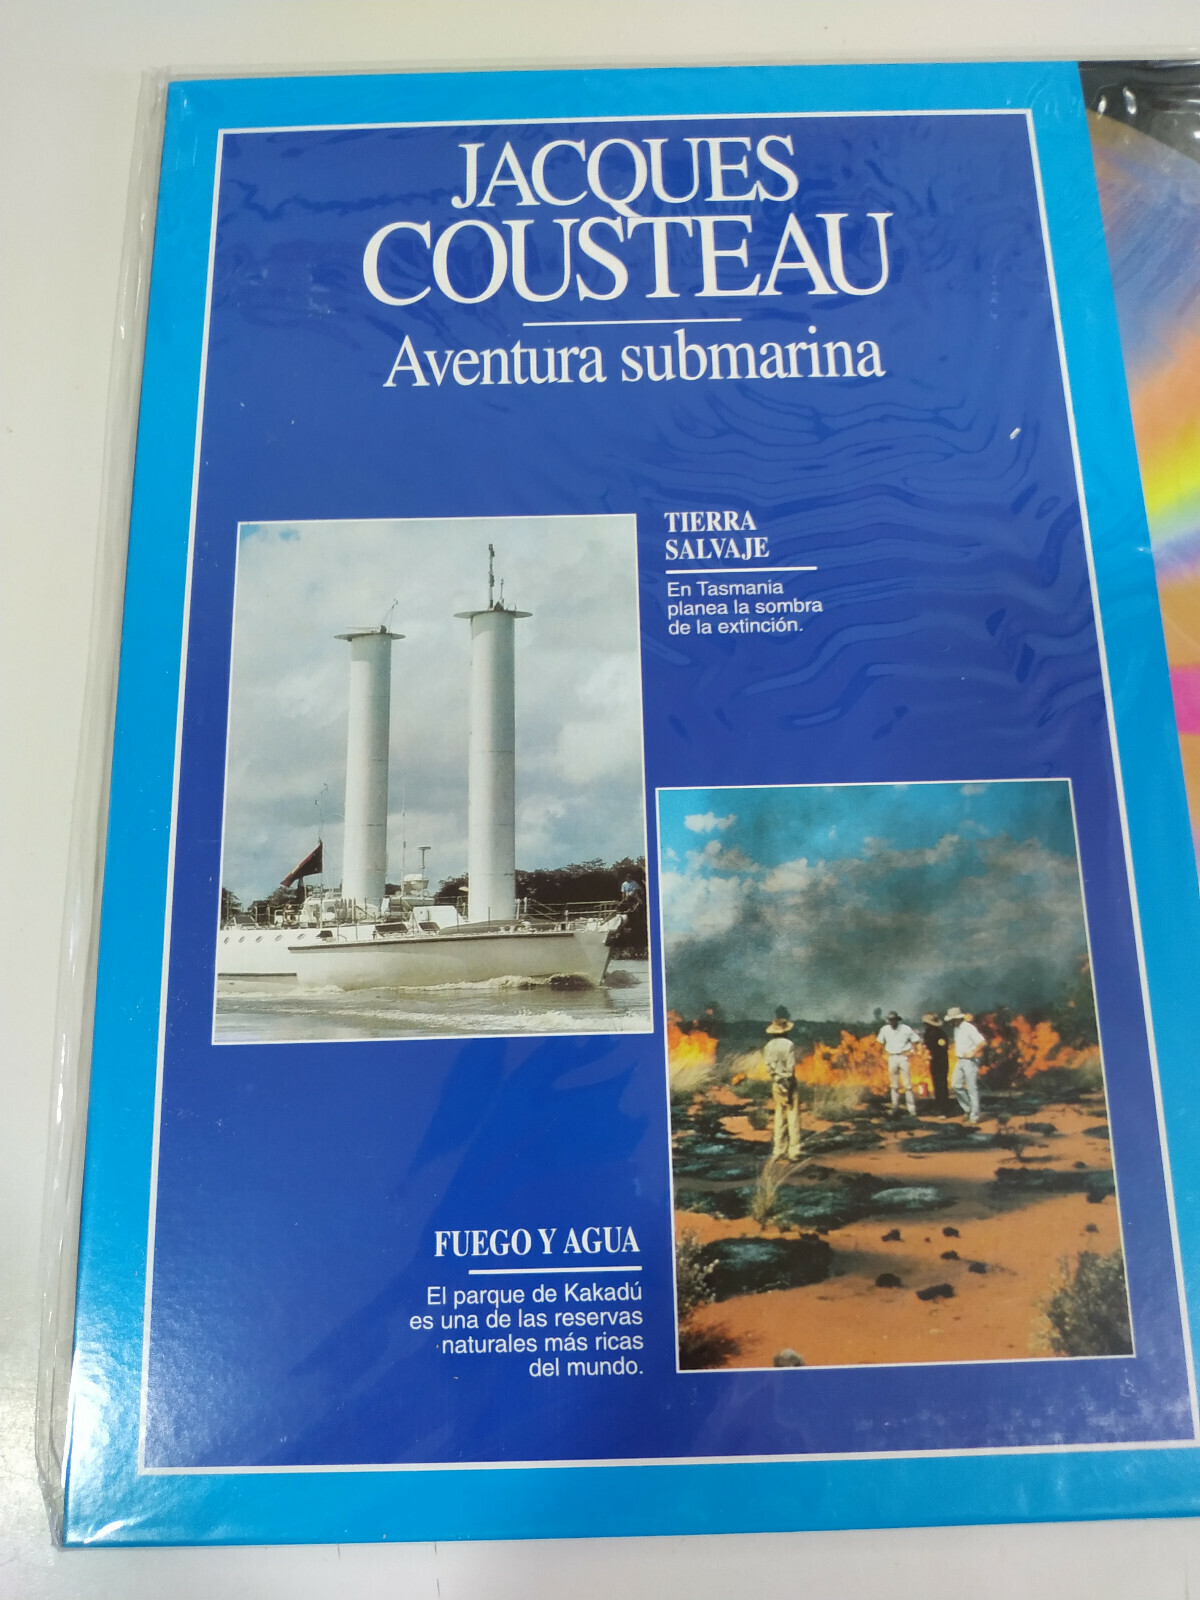 JACQUES
COUSTEAU
Aventura submarina
TIERRA
SALVAJE
En Tasmania
planea la sombra
de la extinción.
FUEGO Y AGUA
El parque de Kakadú
es una de las reservas
naturales más ricas
del mundo.